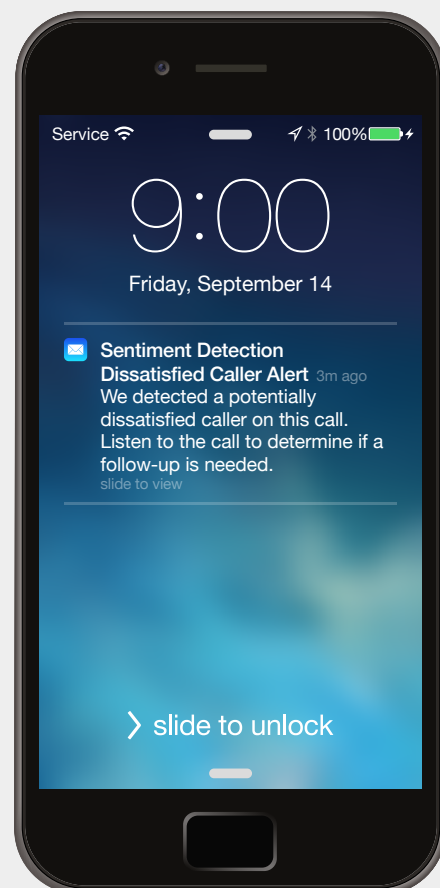 Service 100%
9:00
Friday, September 14
Sentiment Detection
Dissatisfied Caller Alert 3m ago
We detected a potentially
dissatisfied caller on this call.
Listen to the call to determine if a
follow-up is needed.
slide to view
slide to unlock